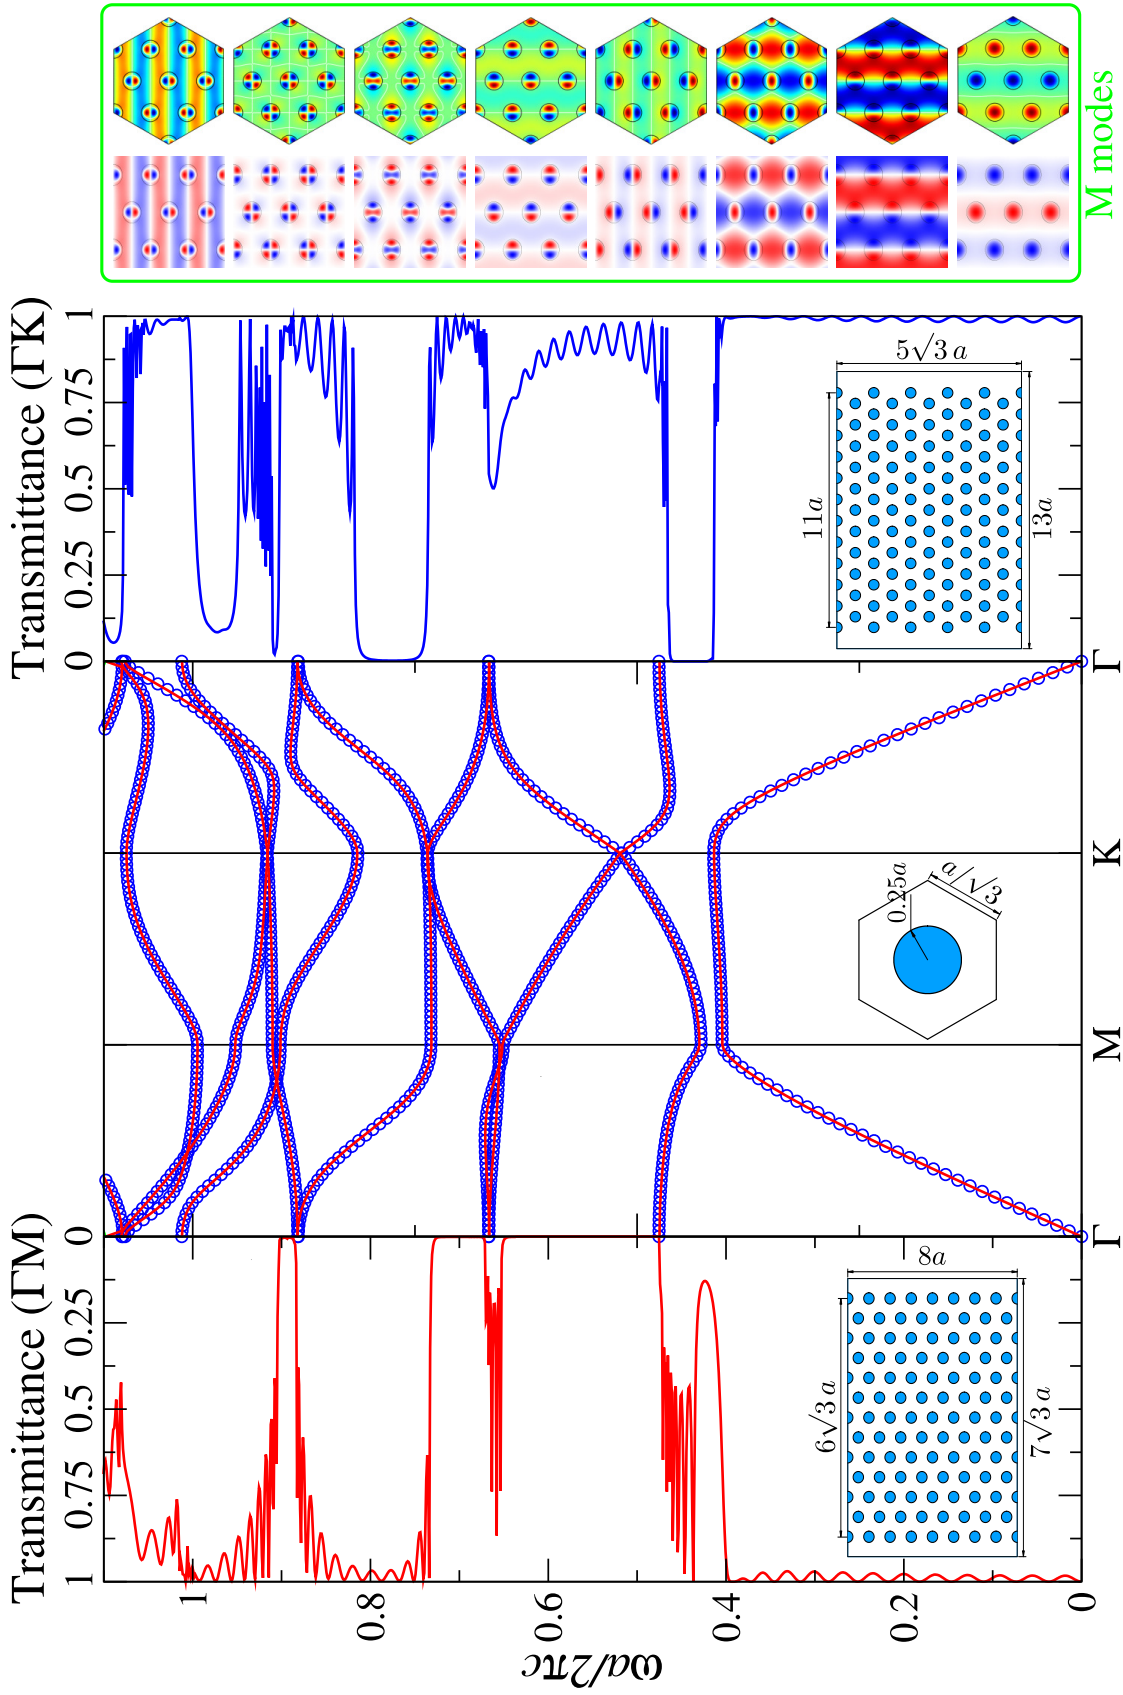 Transmittance (ΓM)
1
0.75
0.5
0.25
0
Transmittance (ΓK)
0
0.25
0.5
0.75
1
ωa/2πc
1
0.8
0.6
0.4
0.2
0
Γ
M
K
Γ
6√3 a
8a
7√3 a
0.25a
a/√3
11a
5√3 a
13a
M modes